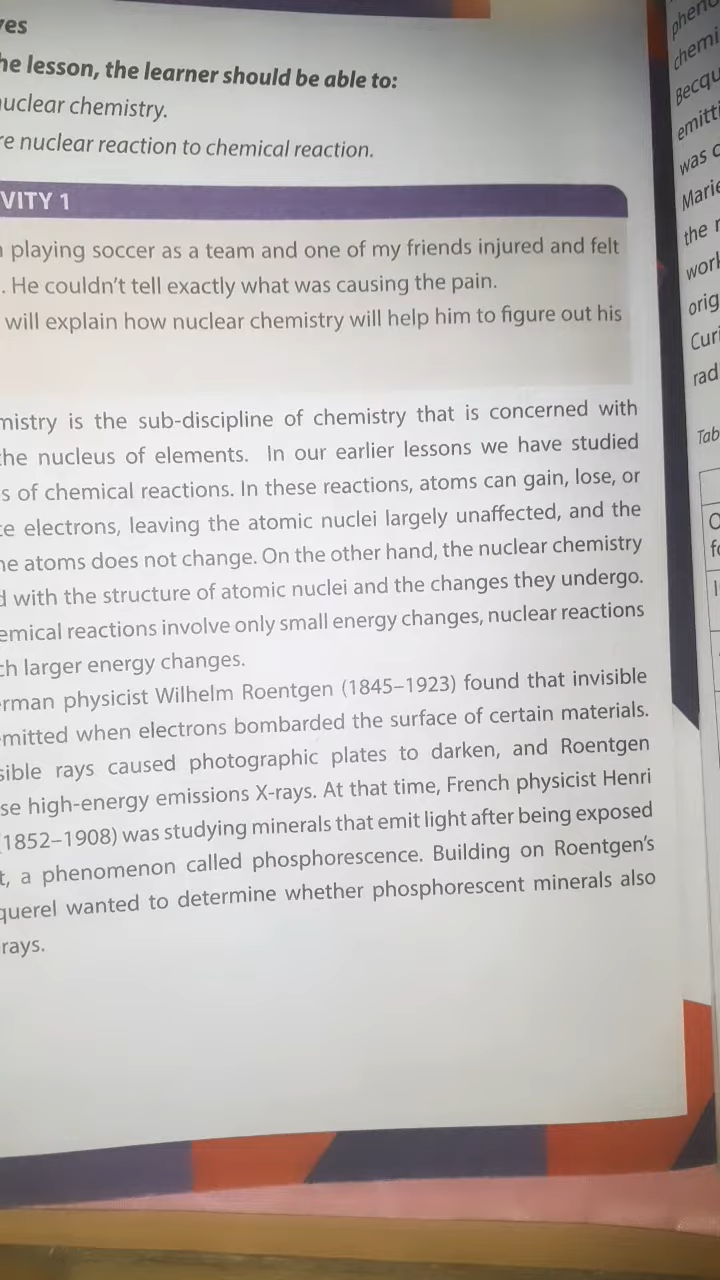 res
he lesson, the learner should be able to:
nuclear chemistry.
re nuclear reaction to chemical reaction.
VITY 1
playing soccer as a team and one of my friends injured and felt
. He couldn't tell exactly what was causing the pain.
will explain how nuclear chemistry will help him to figure out his
mistry is the sub-discipline of chemistry that is concerned with
the nucleus of elements. In our earlier lessons we have studied
s of chemical reactions. In these reactions, atoms can gain, lose, or
e electrons, leaving the atomic nuclei largely unaffected, and the
he atoms does not change. On the other hand, the nuclear chemistry
d with the structure of atomic nuclei and the changes they undergo.
emical reactions involve only small energy changes, nuclear reactions
ch larger energy changes.
rman physicist Wilhelm Roentgen (1845–1923) found that invisible
mitted when electrons bombarded the surface of certain materials.
sible rays caused photographic plates to darken, and Roentgen
se high-energy emissions X-rays. At that time, French physicist Henri
(1852–1908) was studying minerals that emit light after being exposed
t, a phenomenon called phosphorescence. Building on Roentgen's
querel wanted to determine whether phosphorescent minerals also
rays.
pheno
chemi
Becqu
emitti
was c
Marie
the r
work
orig
Curi
rad
Tab